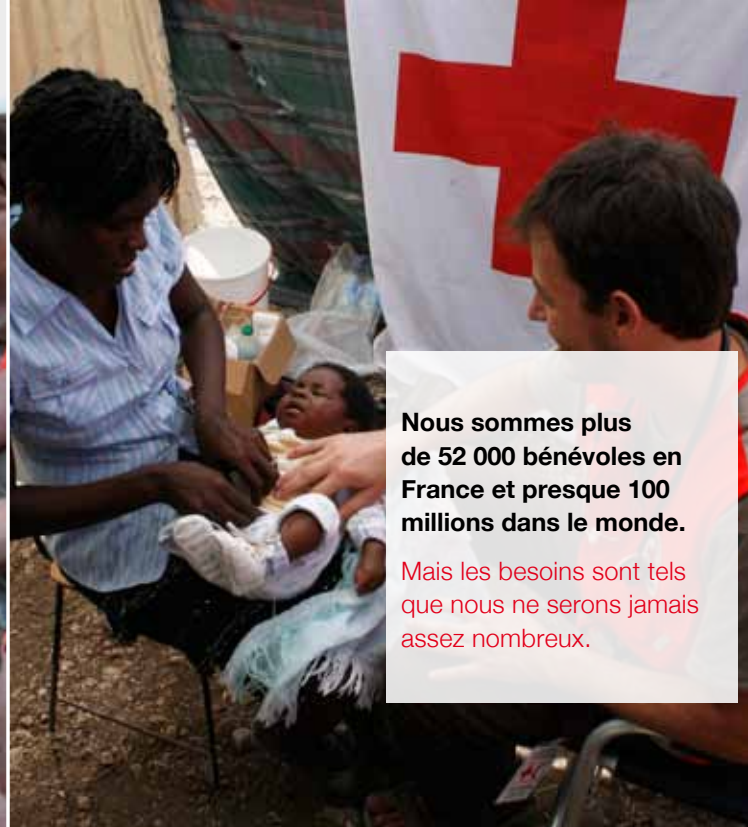 Nous sommes plus
de 52 000 bénévoles en
France et presque 100
millions dans le monde.
Mais les besoins sont tels
que nous ne serons jamais
assez nombreux.